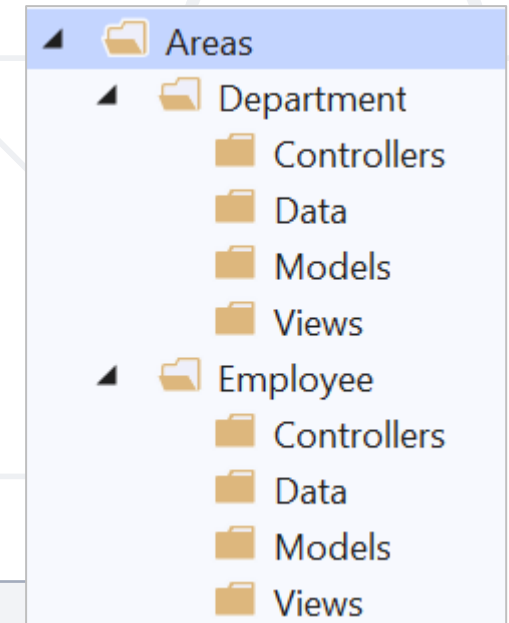 Areas
Department
Controllers
Data
Models
Views
Employee
Controllers
Data
Models
Views